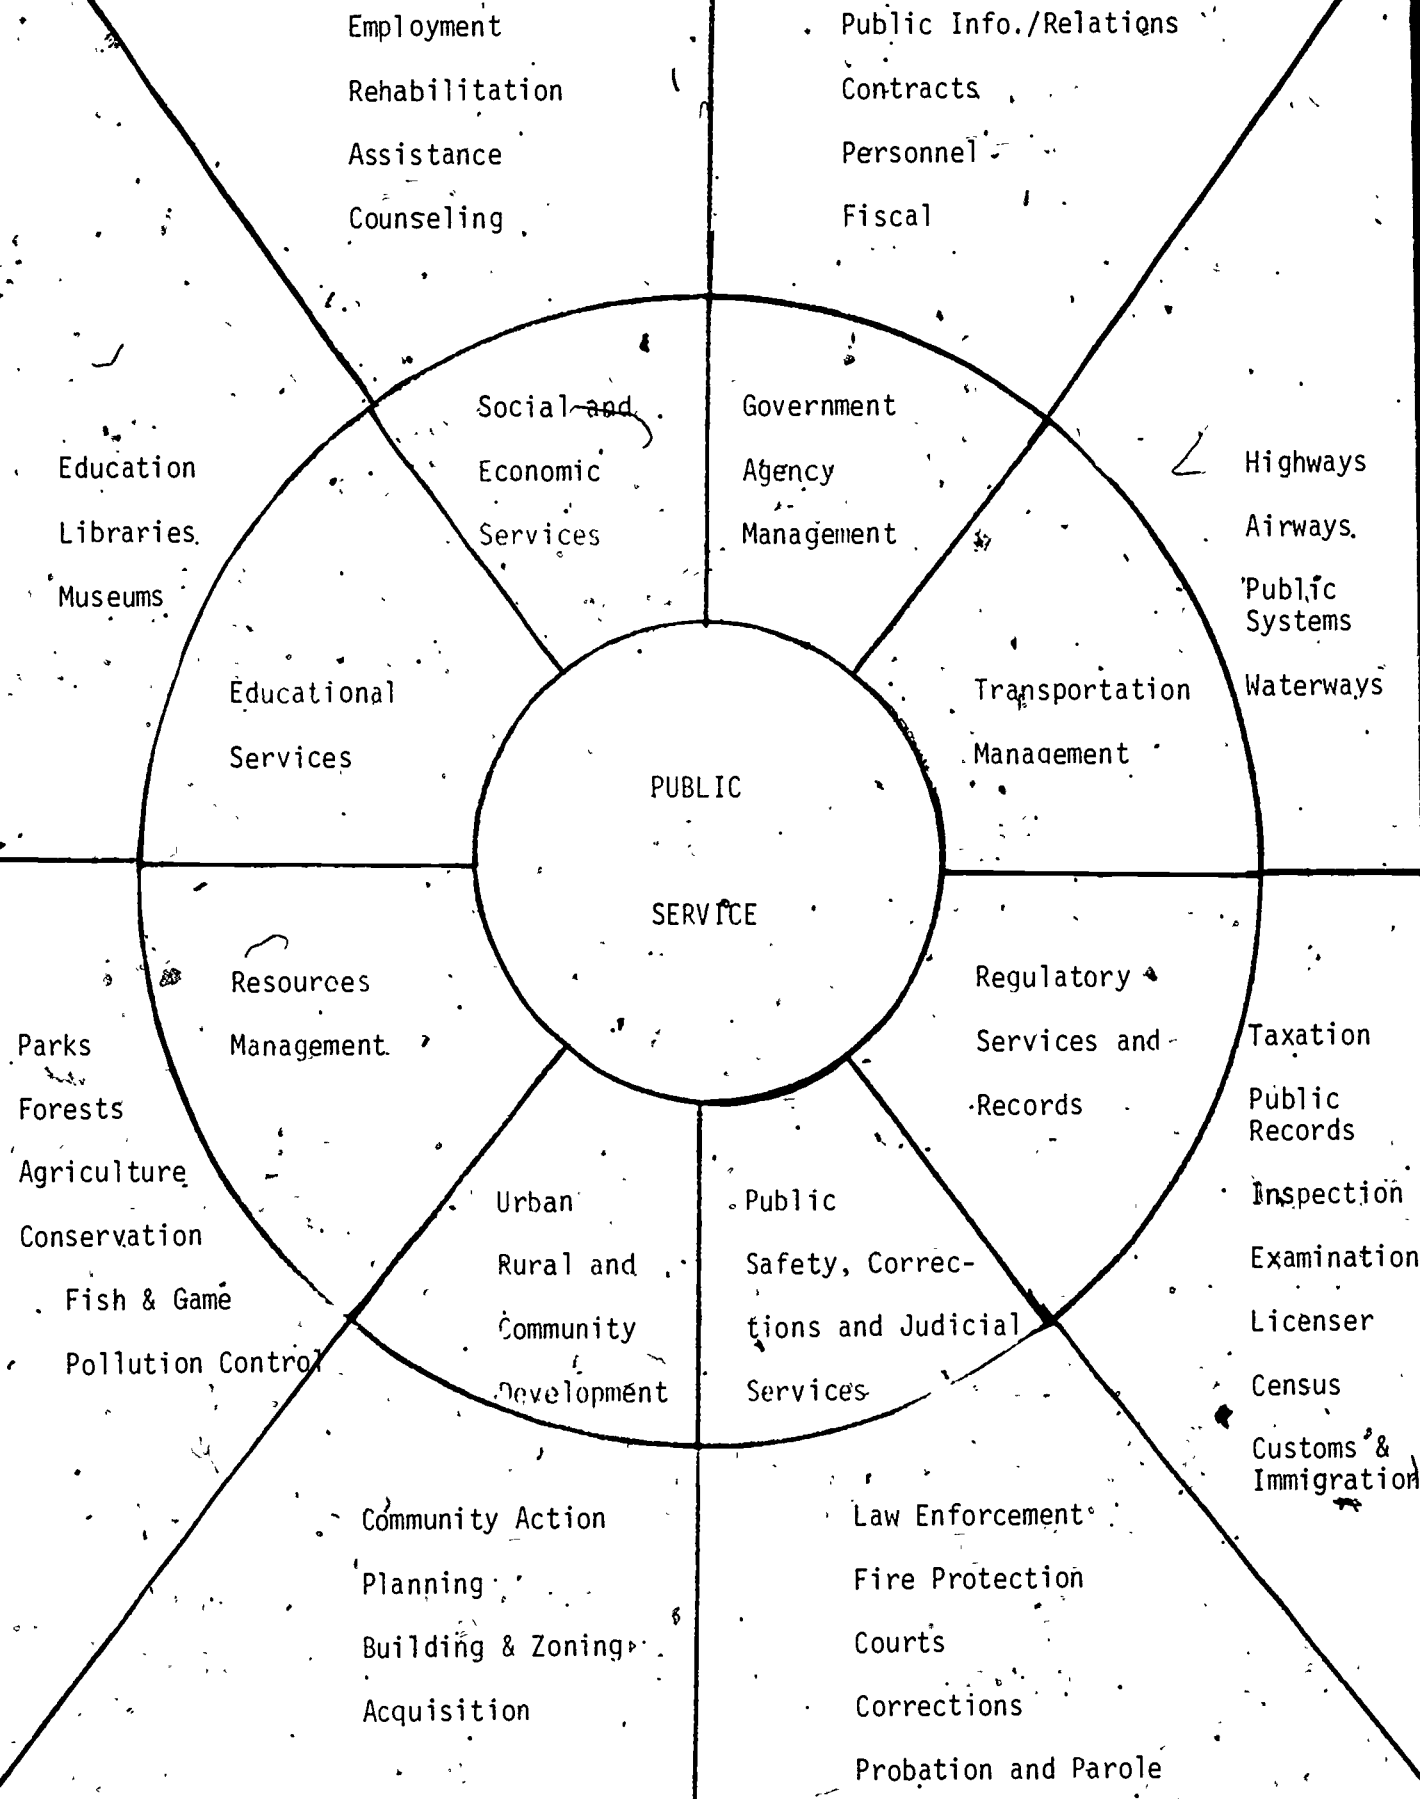 Employment
Rehabilitation
Assistance
Counseling
Public Info./Relations
Contracts
Personnel
Fiscal
Social and
Economic
Services
Government
Agency
Management
Education
Libraries
Museums
Highways
Airways
Public
Systems
Waterways
Educational
Services
Transportation
Management
PUBLIC
SERVICE
Resources
Management
Regulatory
Services and
Records
Parks
Forests
Agriculture
Conservation
Fish & Game
Pollution Control
Taxation
Public
Records
Inspection
Examination
Licenser
Census
Customs &
Immigration
Urban
Rural and
Community
Development
Public
Safety, Correc-
tions and Judicial
Services
Community Action
Planning
Building & Zoning
Acquisition
Law Enforcement
Fire Protection
Courts
Corrections
Probation and Parole